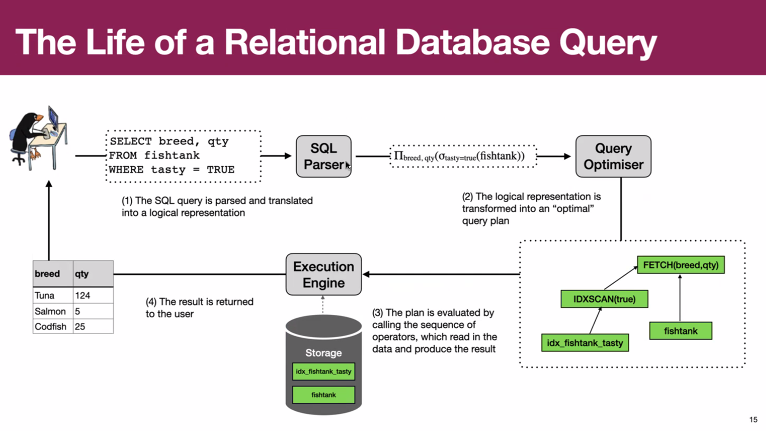 The Life of a Relational Database Query
SELECT breed, qty
FROM fishtank
WHERE tasty = TRUE
SQL
Parser
Πbreed, qty(σtasty=true(fishtank))
Query
Optimiser
(1) The SQL query is parsed and translated
into a logical representation
(2) The logical representation is
transformed into an “optimal”
query plan
FETCH(breed,qty)
IDXSCAN(true)
fishtank
idx_fishtank_tasty
Execution
Engine
(3) The plan is evaluated by
calling the sequence of
operators, which read in the
data and produce the result
Storage
idx_fishtank_tasty
fishtank
(4) The result is returned
to the user
breed qty
Tuna 124
Salmon 5
Codfish 25
15